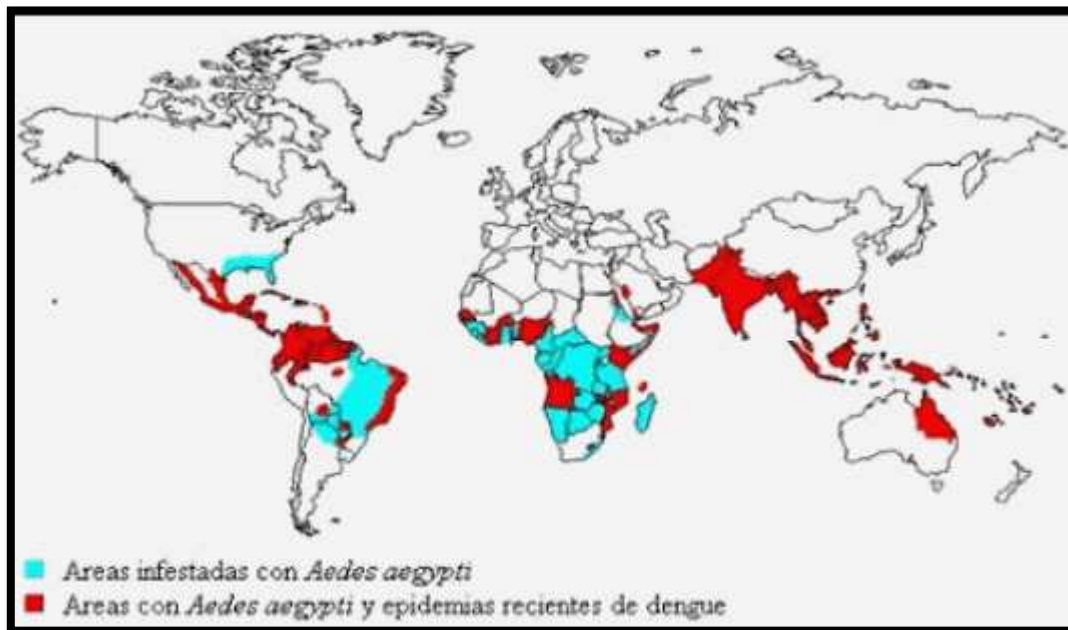 Areas infestadas con Aedes aegypti
Areas con Aedes aegypti y epidemias recientes de dengue